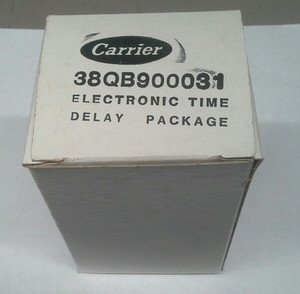 Carrier
38QB900031
ELECTRONIC TIME
DELAY PACKAGE